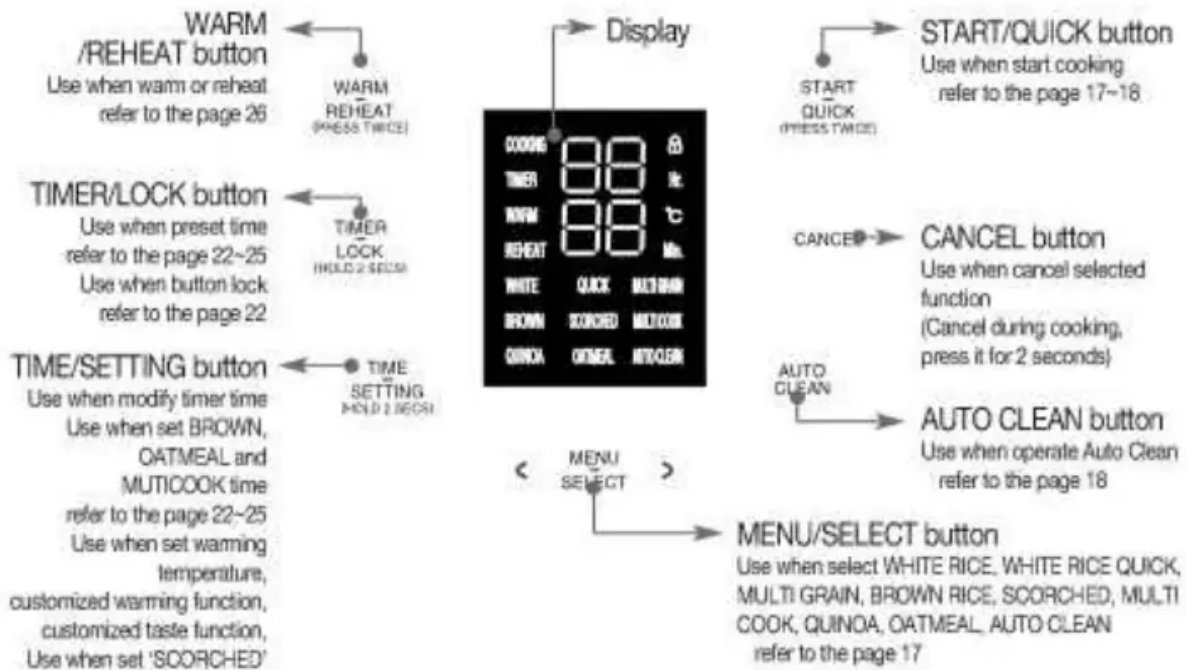 WARM
/REHEAT button
Use when warm or reheat
refer to the page 26
WARM
REHEAT
(PRESS TWICE)
TIMER/LOCK button
Use when preset time
refer to the page 22~25
Use when button lock
refer to the page 22
TIMER
LOCK
(HOLD 2 SECS)
TIME/SETTING button
Use when modify timer time
Use when set BROWN,
OATMEAL and
MUTICOOK time
refer to the page 22~25
Use when set warming
temperature,
customized warming function,
customized taste function,
Use when set 'SCORCHED'
TIME
SETTING
(HOLD 2 SECS)
Display
COOKING 88
TIMER Hr.
WARM 88 °C
REHEAT Min.
WHITE QUICK MULTI GRAIN
BROWN SCORCHED MULTI COOK
QUINOA OATMEAL AUTO CLEAN
< MENU >
SELECT
START
QUICK
(PRESS TWICE)
START/QUICK button
Use when start cooking
refer to the page 17~18
CANCEL
CANCEL button
Use when cancel selected
function
(Cancel during cooking,
press it for 2 seconds)
AUTO
CLEAN
AUTO CLEAN button
Use when operate Auto Clean
refer to the page 18
MENU/SELECT button
Use when select WHITE RICE, WHITE RICE QUICK,
MULTI GRAIN, BROWN RICE, SCORCHED, MULTI
COOK, QUINOA, OATMEAL, AUTO CLEAN
refer to the page 17